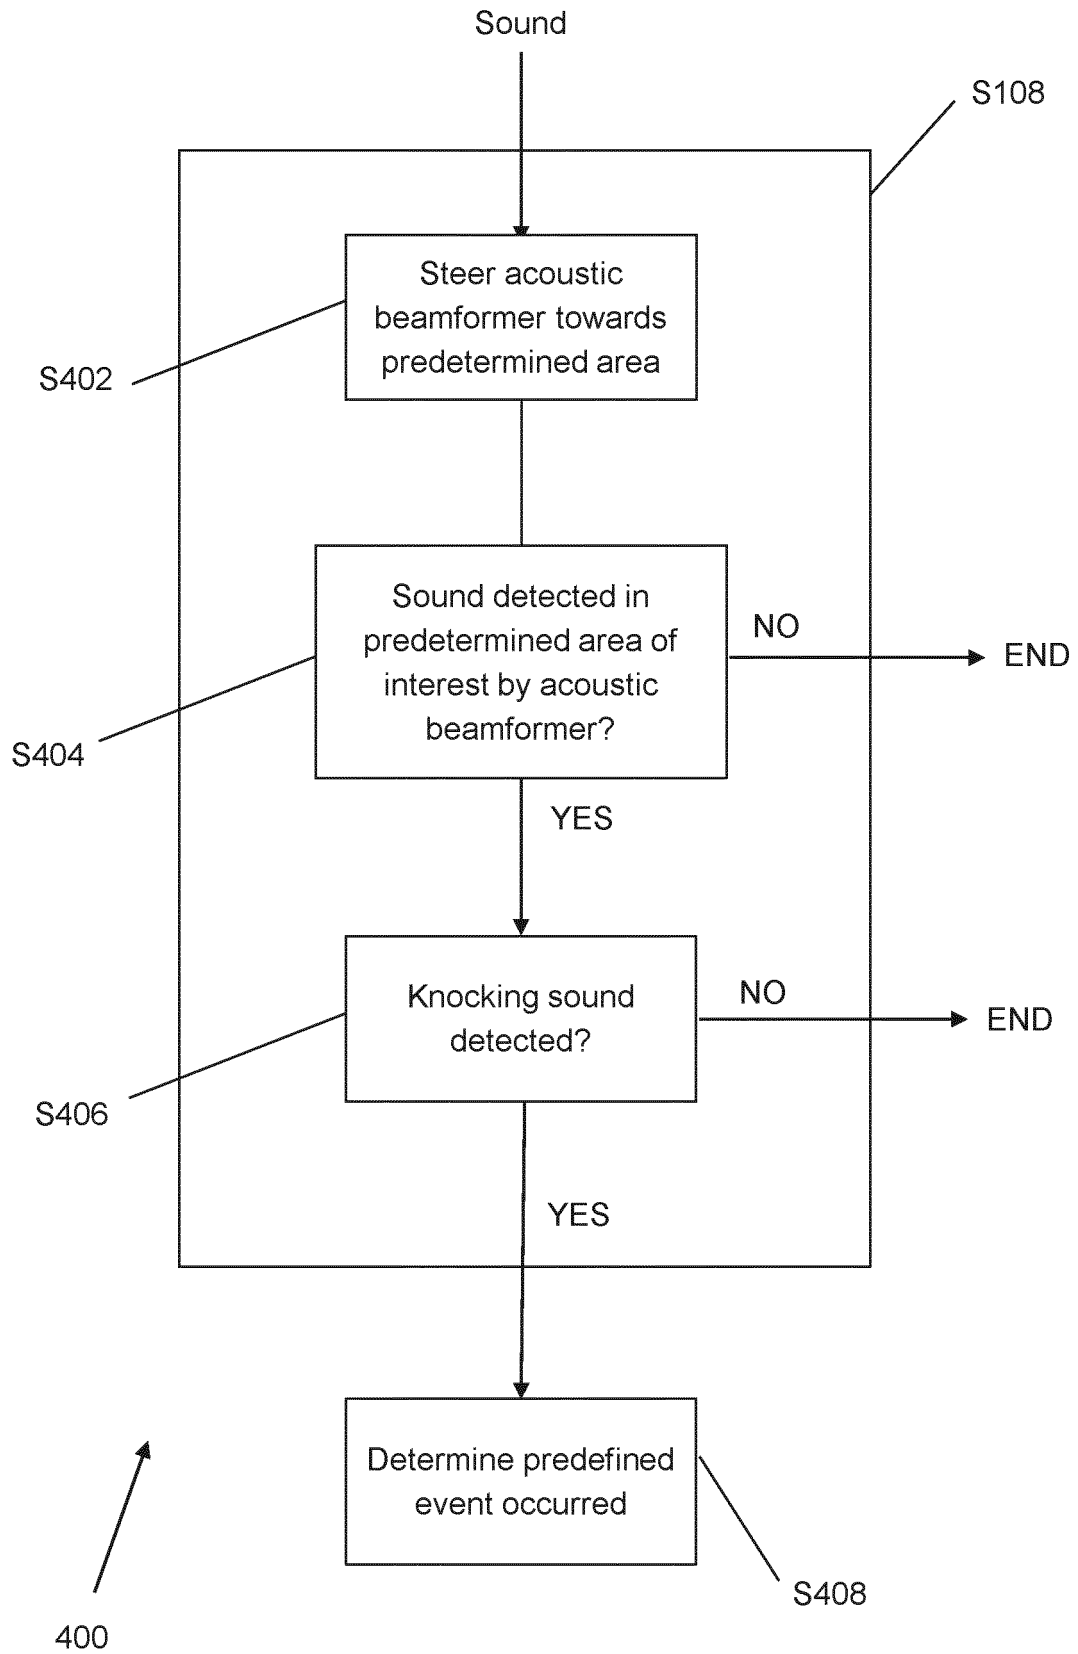 Sound
S108
Steer acoustic
beamformer towards
predetermined area
S402
Sound detected in
predetermined area of
interest by acoustic
beamformer?
NO
END
S404
YES
Knocking sound
detected?
NO
END
S406
YES
Determine predefined
event occurred
S408
400